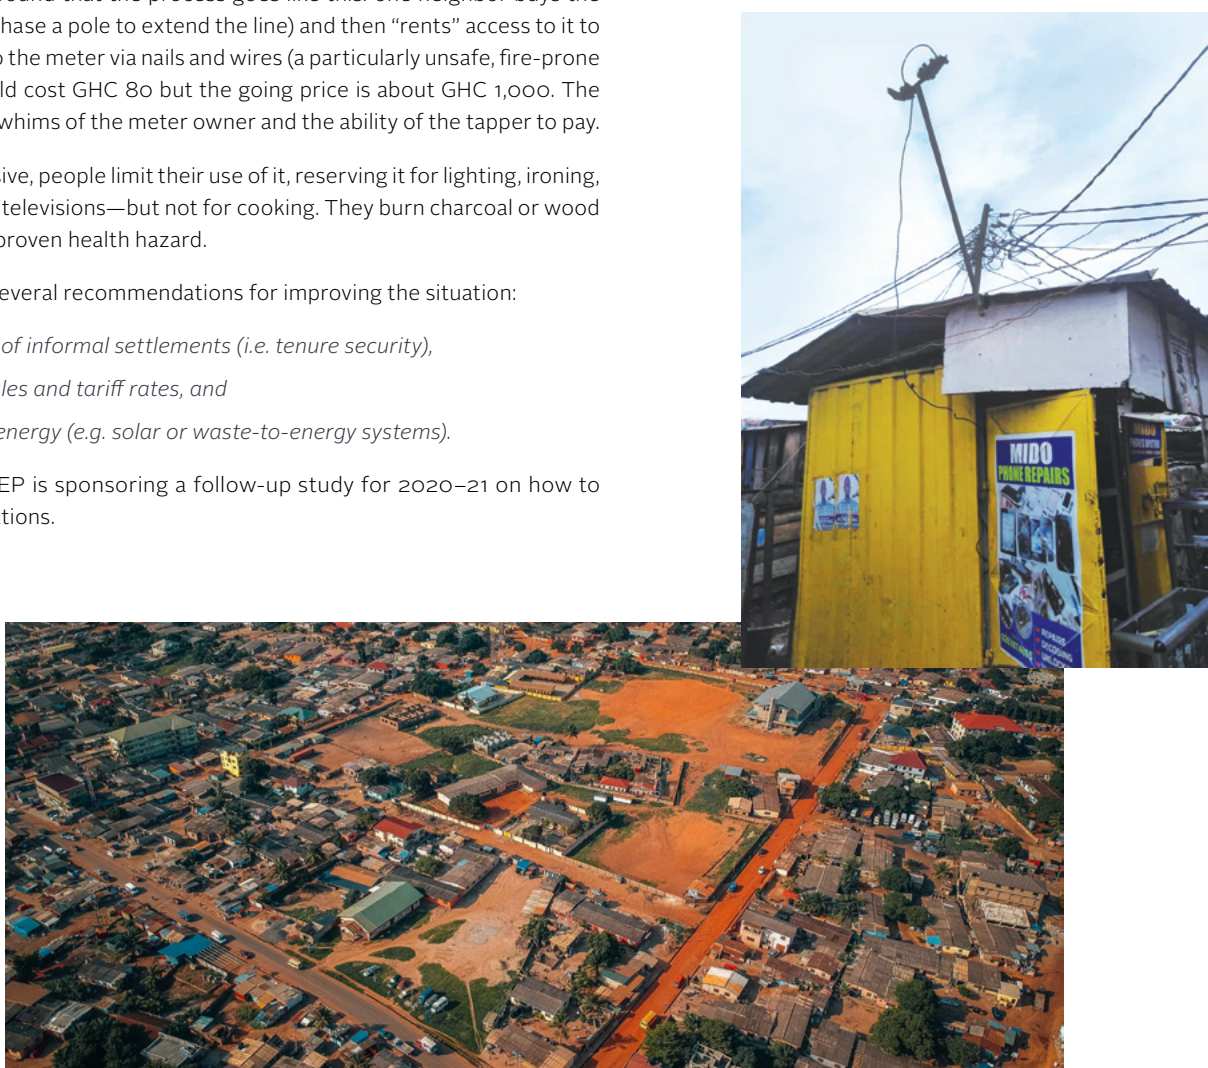 hase a pole to extend the line) and then “rents” access to it to
o the meter via nails and wires (a particularly unsafe, fire-prone
ld cost GHC 80 but the going price is about GHC 1,000. The
whims of the meter owner and the ability of the tapper to pay.
sive, people limit their use of it, reserving it for lighting, ironing,
televisions—but not for cooking. They burn charcoal or wood
proven health hazard.
everal recommendations for improving the situation:
of informal settlements (i.e. tenure security),
les and tariff rates, and
energy (e.g. solar or waste-to-energy systems).
EP is sponsoring a follow-up study for 2020–21 on how to
tions.
MIDO
PHONE REPAIRS
REPAIRS
DECODING
UNLOCK